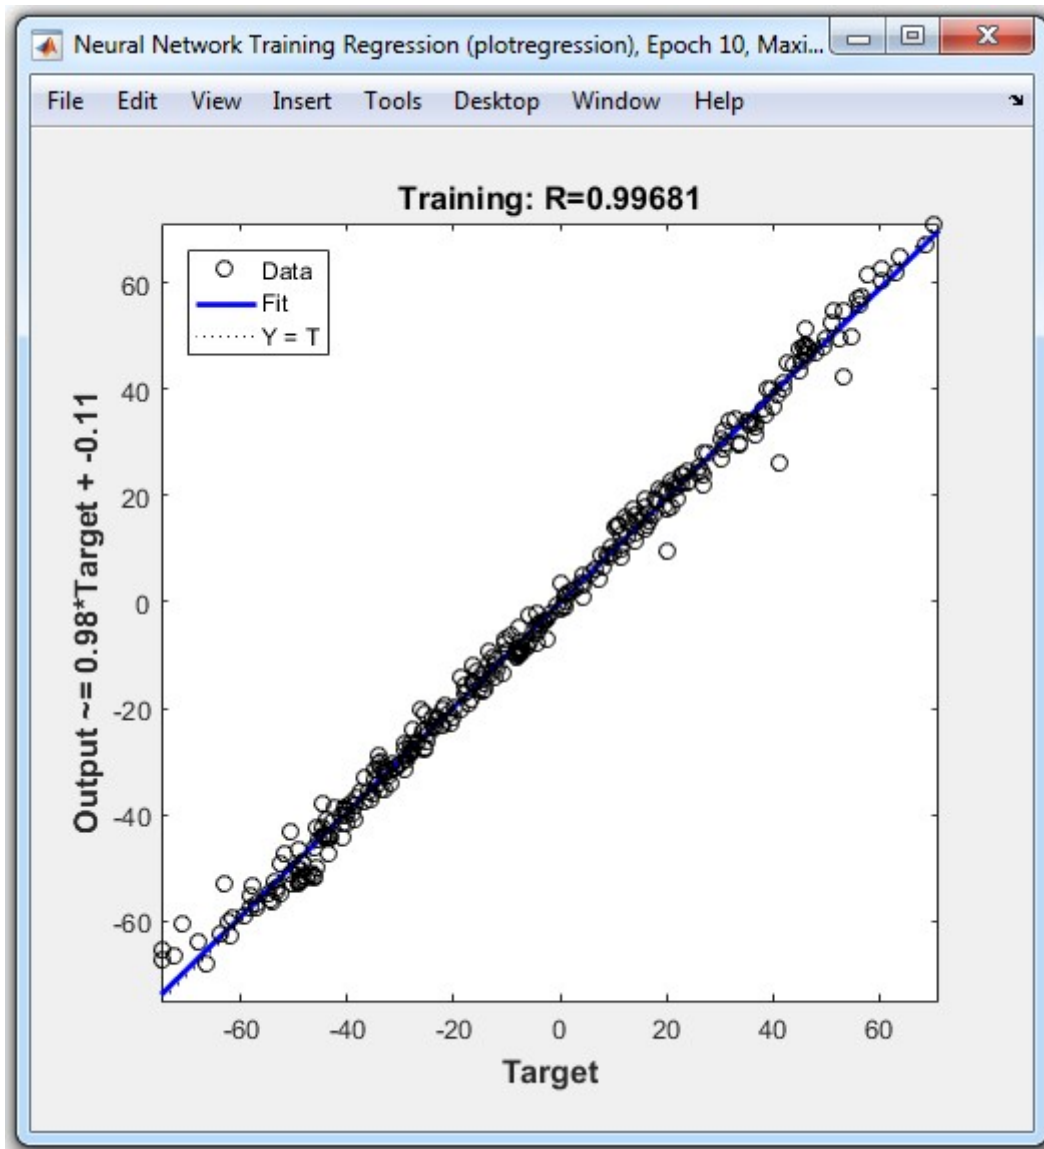 Neural Network Training Regression (plotregression), Epoch 10, Maxi...
File Edit View Insert Tools Desktop Window Help
Training: R=0.99681
Data
Fit
Y = T
60
40
20
0
-20
-40
-60
Output ~= 0.98*Target + -0.11
-60 -40 -20 0 20 40 60
Target